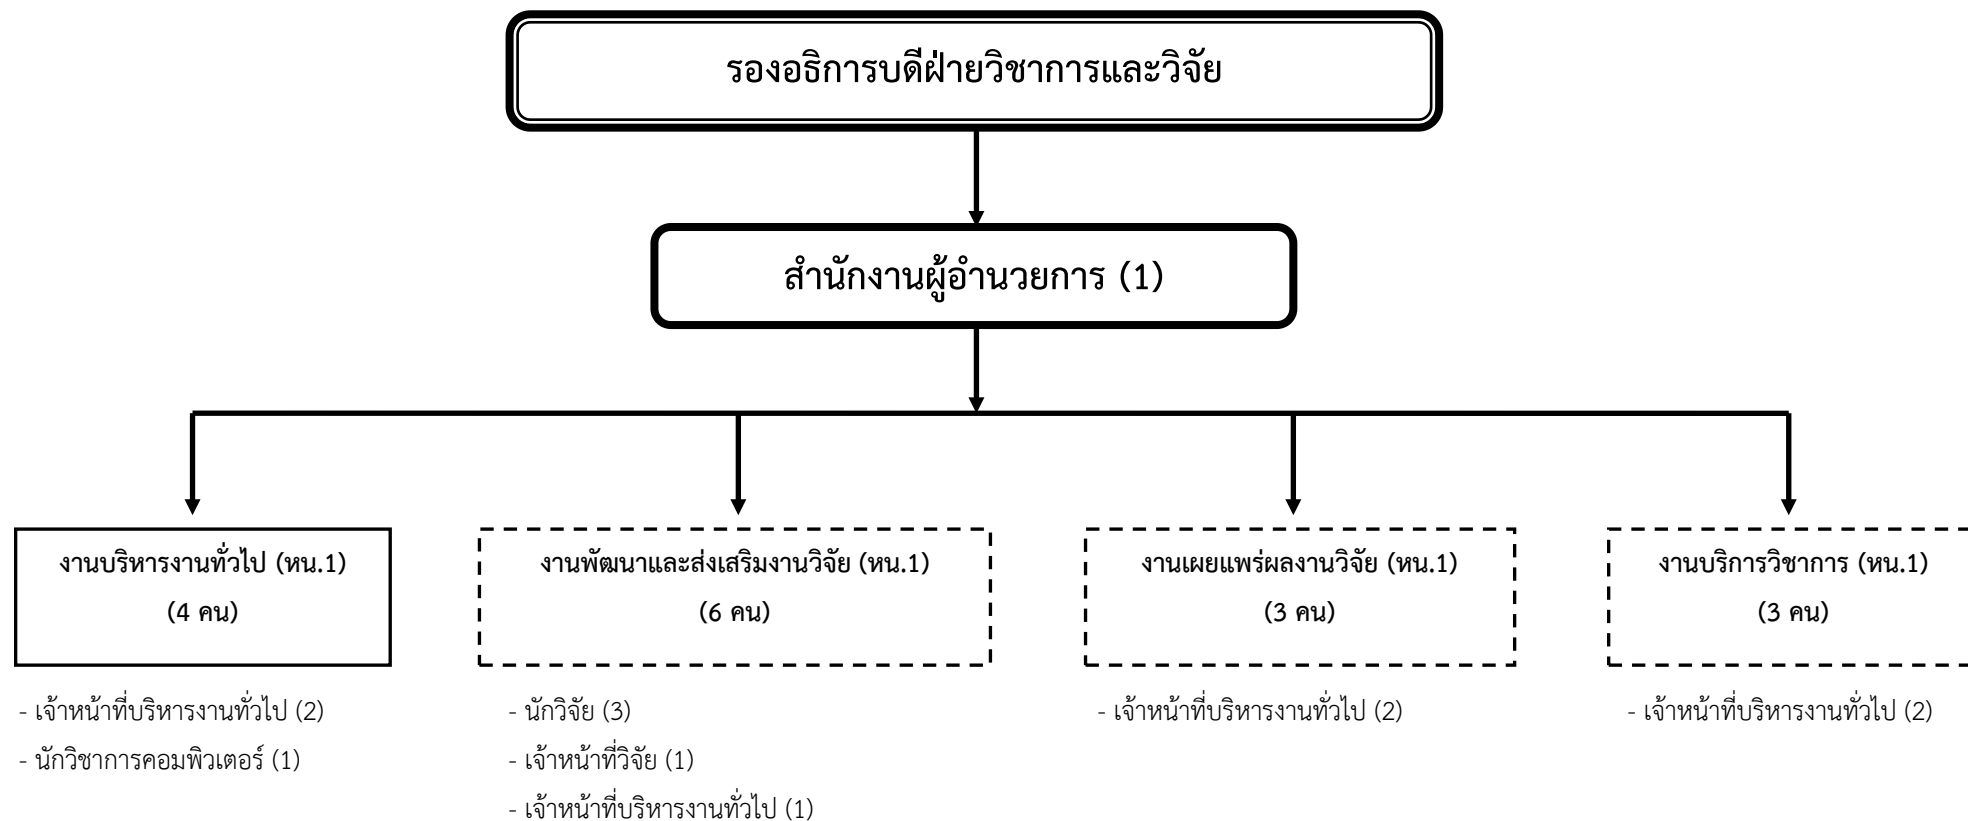 รองอธิการบดีฝ่ายวิชาการและวิจัย
สำนักงานผู้อำนวยการ (1)
งานบริหารงานทั่วไป (หน.1)
(4 คน)
- เจ้าหน้าที่บริหารงานทั่วไป (2)
- นักวิชาการคอมพิวเตอร์ (1)
งานพัฒนาและส่งเสริมงานวิจัย (หน.1)
(6 คน)
- นักวิจัย (3)
- เจ้าหน้าที่วิจัย (1)
- เจ้าหน้าที่บริหารงานทั่วไป (1)
งานเผยแพร่ผลงานวิจัย (หน.1)
(3 คน)
- เจ้าหน้าที่บริหารงานทั่วไป (2)
งานบริการวิชาการ (หน.1)
(3 คน)
- เจ้าหน้าที่บริหารงานทั่วไป (2)